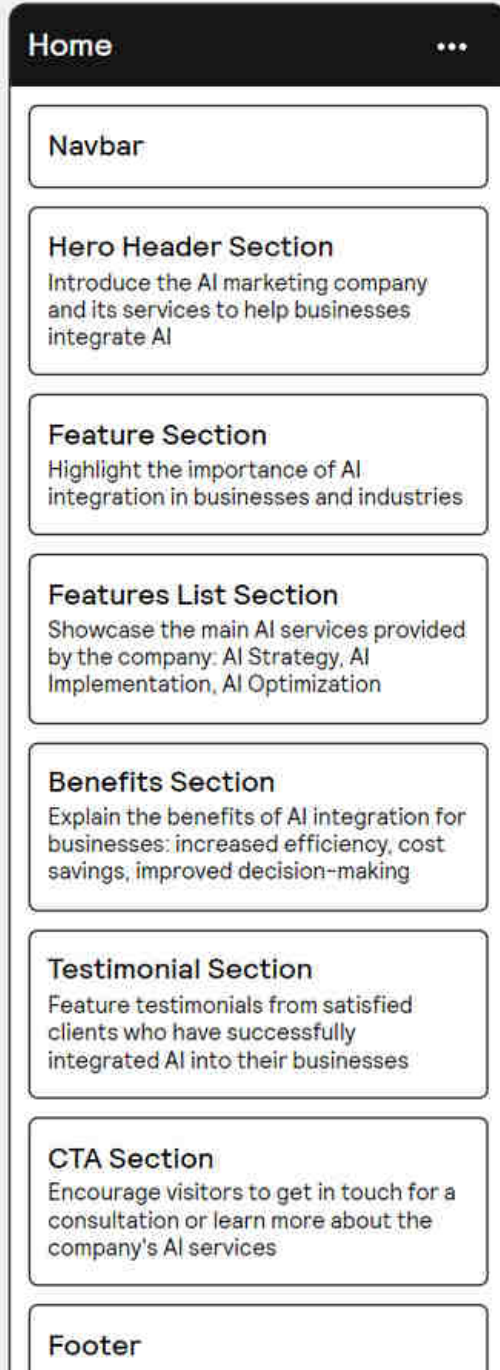 Home
Navbar
Hero Header Section
Introduce the AI marketing company
and its services to help businesses
integrate AI
Feature Section
Highlight the importance of AI
integration in businesses and industries
Features List Section
Showcase the main AI services provided
by the company: AI Strategy, AI
Implementation, AI Optimization
Benefits Section
Explain the benefits of AI integration for
businesses: increased efficiency, cost
savings, improved decision-making
Testimonial Section
Feature testimonials from satisfied
clients who have successfully
integrated AI into their businesses
CTA Section
Encourage visitors to get in touch for a
consultation or learn more about the
company's AI services
Footer